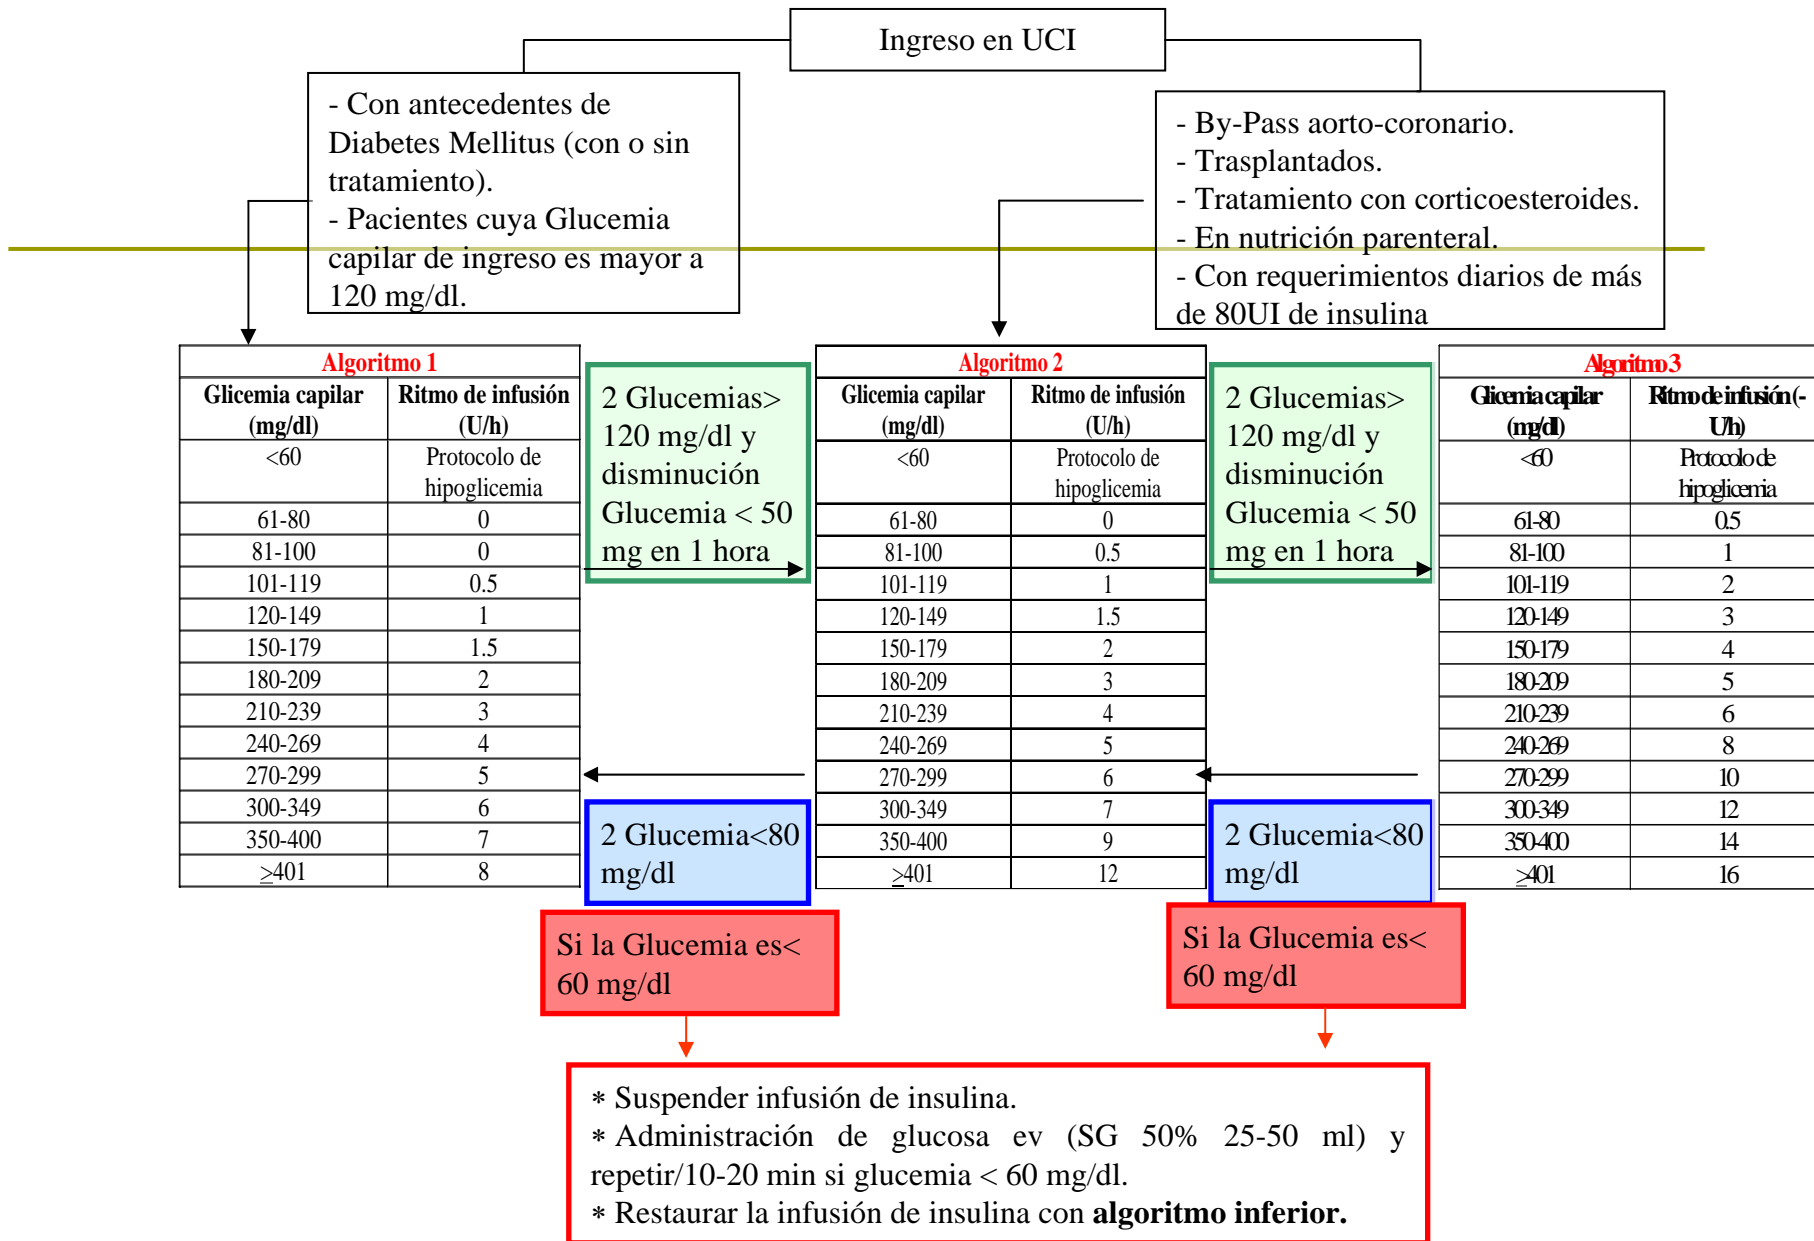 Ingreso en UCI
- Con antecedentes de
Diabetes Mellitus (con o sin
tratamiento).
- Pacientes cuya Glucemia
capilar de ingreso es mayor a
120 mg/dl.
- By-Pass aorto-coronario.
- Trasplantados.
- Tratamiento con corticoesteroides.
- En nutrición parenteral.
- Con requerimientos diarios de más
de 80UI de insulina
Algoritmo 1
Glicemia capilar (mg/dl) Ritmo de infusión (U/h)
<60 Protocolo de hipoglicemia
61-80 0
81-100 0
101-119 0.5
120-149 1
150-179 1.5
180-209 2
210-239 3
240-269 4
270-299 5
300-349 6
350-400 7
≥401 8
2 Glucemias>
120 mg/dl y
disminución
Glucemia < 50
mg en 1 hora
2 Glucemia<80
mg/dl
Algoritmo 2
Glicemia capilar (mg/dl) Ritmo de infusión (U/h)
<60 Protocolo de hipoglicemia
61-80 0
81-100 0.5
101-119 1
120-149 1.5
150-179 2
180-209 3
210-239 4
240-269 5
270-299 6
300-349 7
350-400 9
≥401 12
2 Glucemias>
120 mg/dl y
disminución
Glucemia < 50
mg en 1 hora
2 Glucemia<80
mg/dl
Algoritmo 3
Glicemia capilar (mg/dl) Ritmo de infusión (-U/h)
<60 Protocolo de hipoglicemia
61-80 0.5
81-100 1
101-119 2
120-149 3
150-179 4
180-209 5
210-239 6
240-269 8
270-299 10
300-349 12
350-400 14
≥401 16
Si la Glucemia es<
60 mg/dl
Si la Glucemia es<
60 mg/dl
* Suspender infusión de insulina.
* Administración de glucosa ev (SG 50% 25-50 ml) y
repetir/10-20 min si glucemia < 60 mg/dl.
* Restaurar la infusión de insulina con algoritmo inferior.